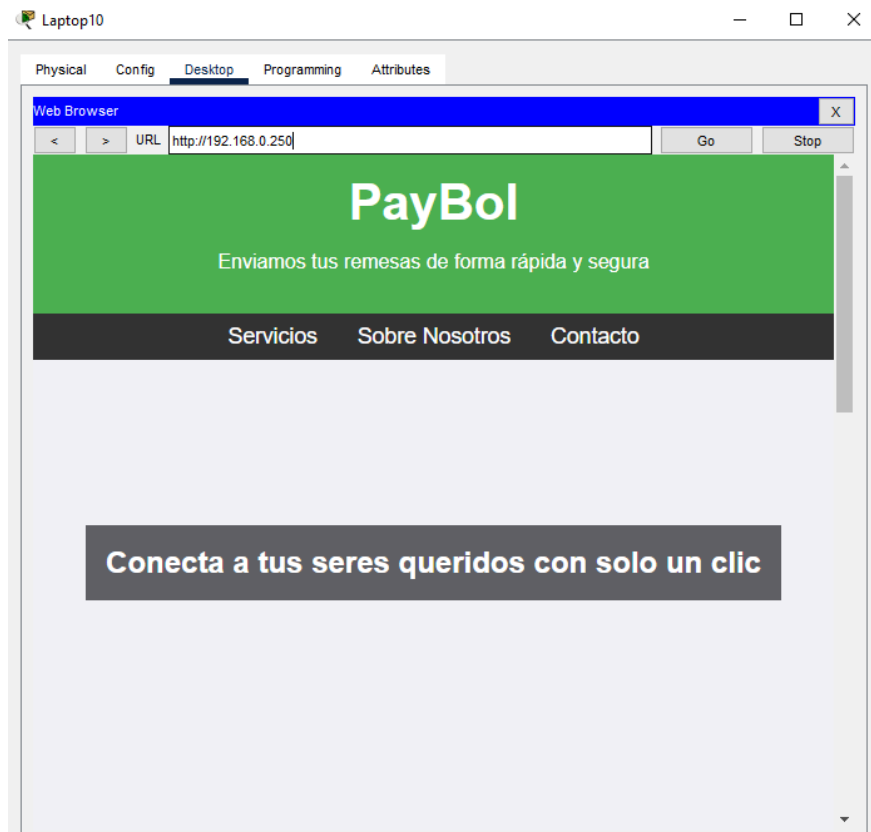 Laptop10
Physical Config Desktop Programming Attributes
Web Browser X
< > URL http://192.168.0.250 Go Stop
PayBol
Enviamos tus remesas de forma rápida y segura
Servicios Sobre Nosotros Contacto
Conecta a tus seres queridos con solo un clic